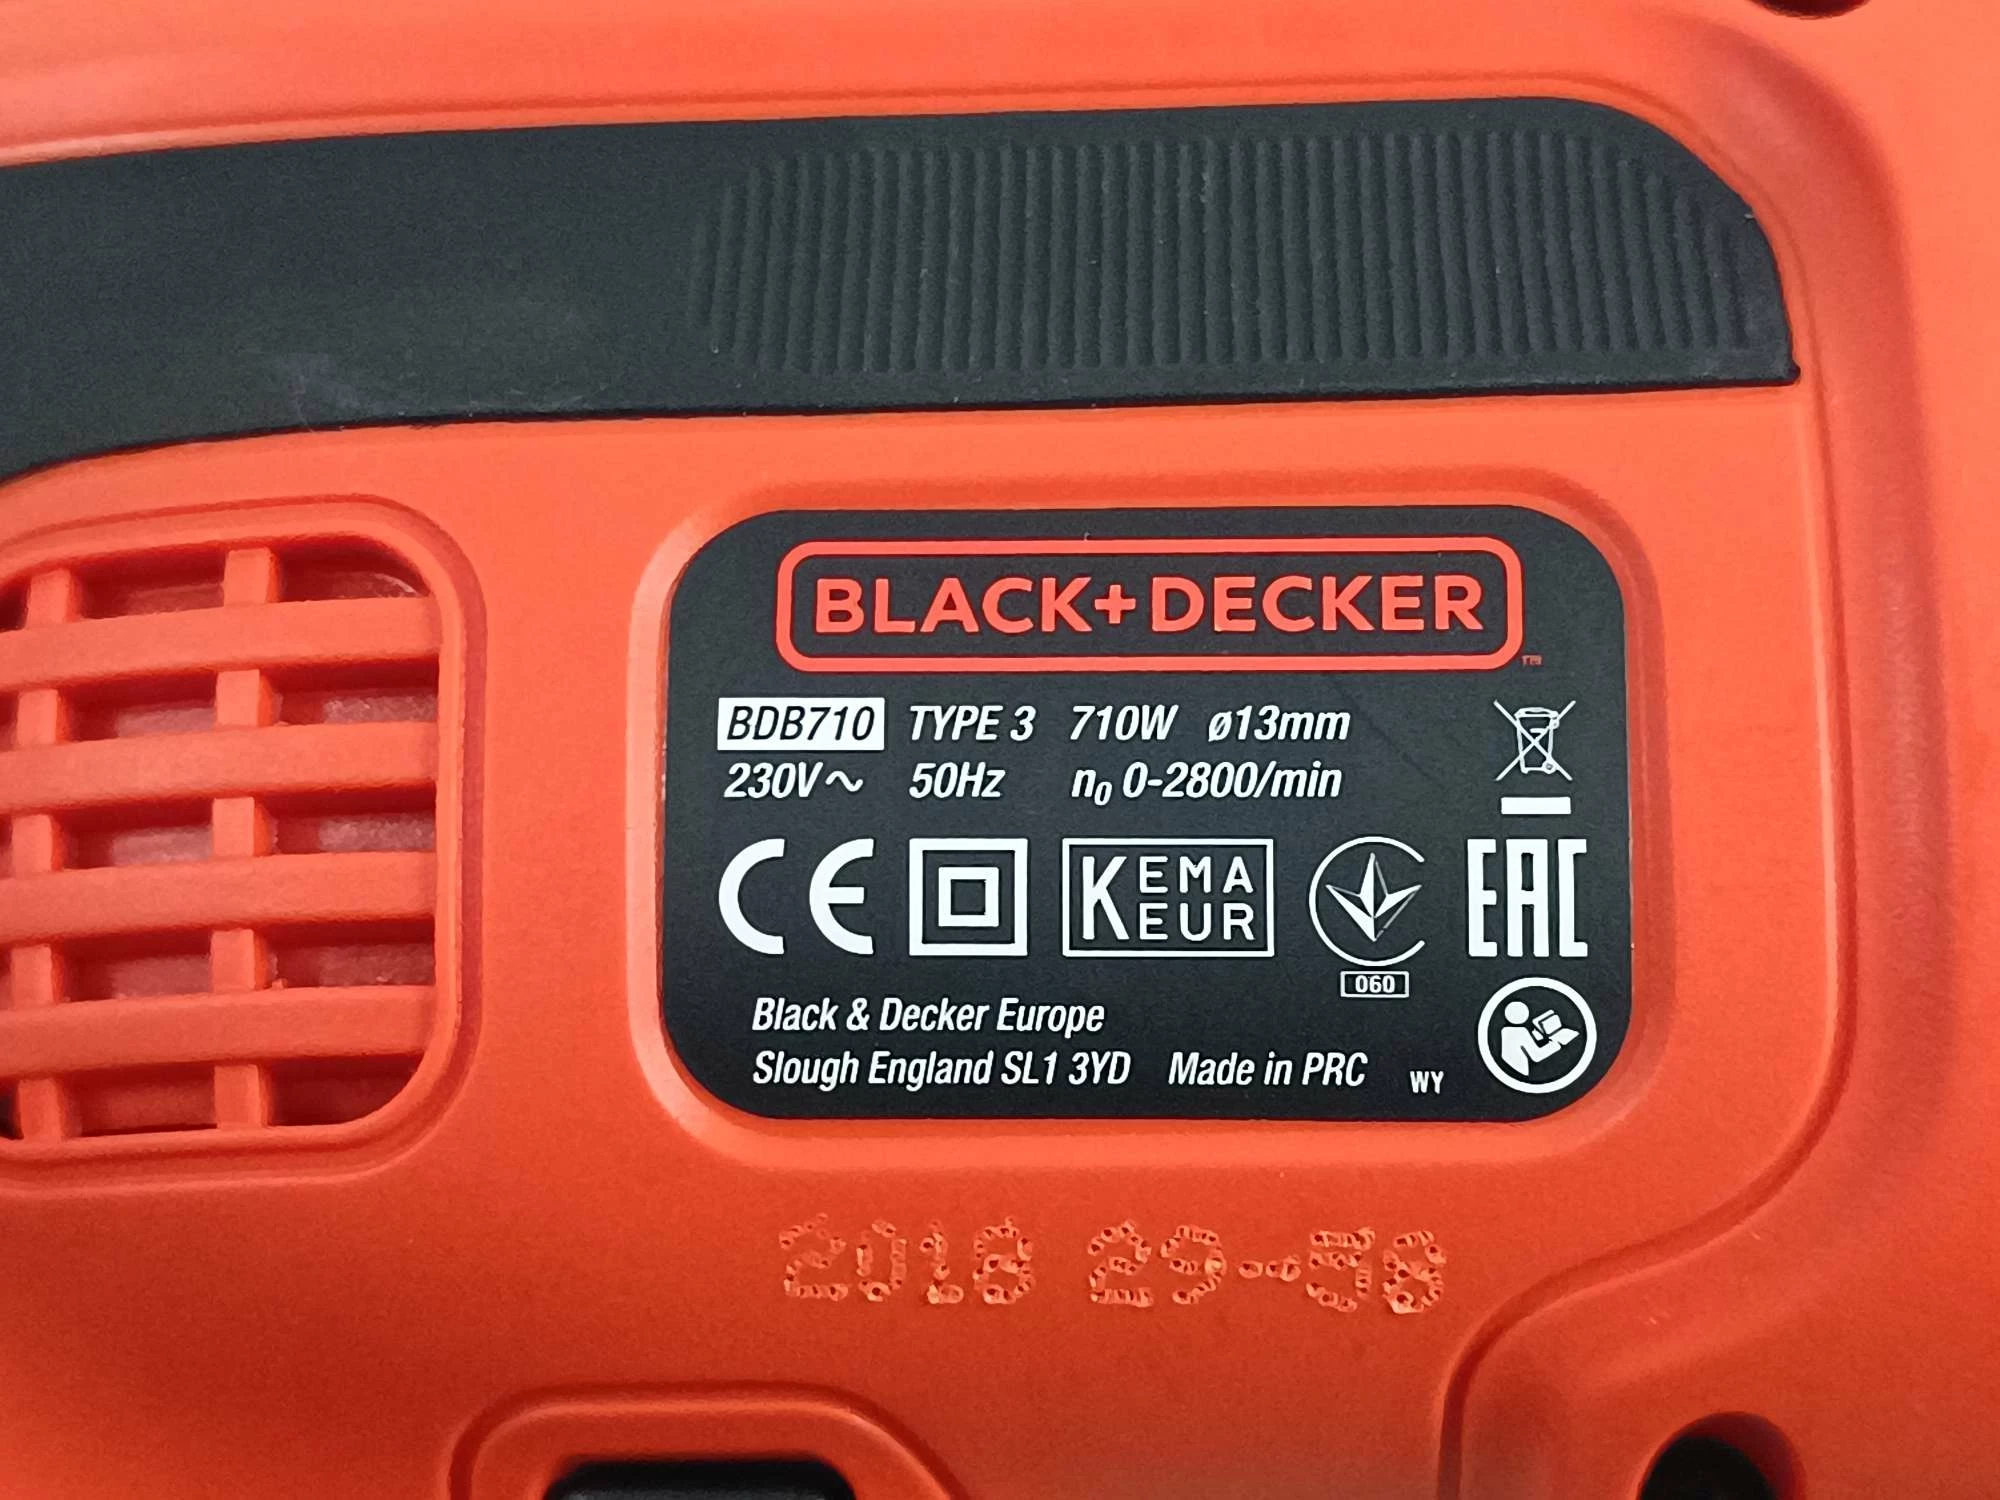 BLACK+DECKER™
BDB710 TYPE 3 710W ø13mm
230V~ 50Hz n₀ 0-2800/min
CE KEMA EUR EAC
060
Black & Decker Europe
Slough England SL1 3YD Made in PRC WY
2018 29-58